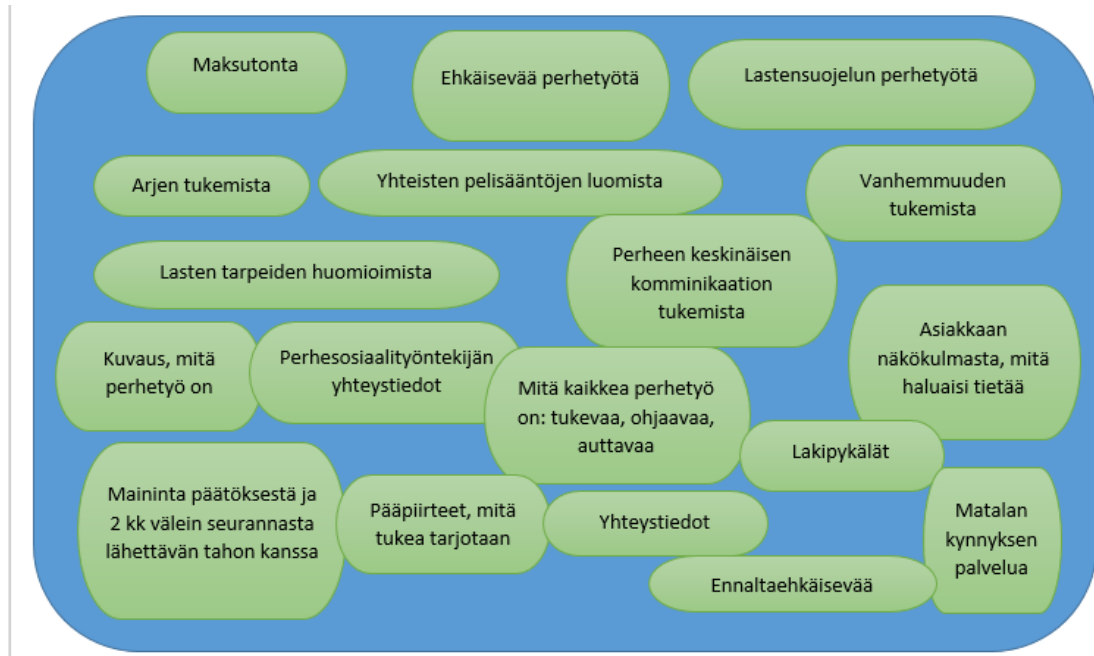 Maksutonta
Ehkäisevää perhetyötä
Lastensuojelun perhetyötä
Arjen tukemista
Yhteisten pelisääntöjen luomista
Vanhemmuuden
tukemista
Lasten tarpeiden huomioimista
Perheen keskinäisen
komminikaation
tukemista
Asiakkaan
näkökulmasta, mitä
haluaisi tietää
Kuvaus, mitä
perhetyö on
Perhesosiaalityöntekijän
yhteystiedot
Mitä kaikkea perhetyö
on: tukevaa, ohjaavaa,
auttavaa
Lakipykälät
Maininta päätöksestä ja
2 kk välein seurannasta
lähettävän tahon kanssa
Pääpiirteet, mitä
tukea tarjotaan
Yhteystiedot
Matalan
kynnyksen
palvelua
Ennaltaehkäisevää